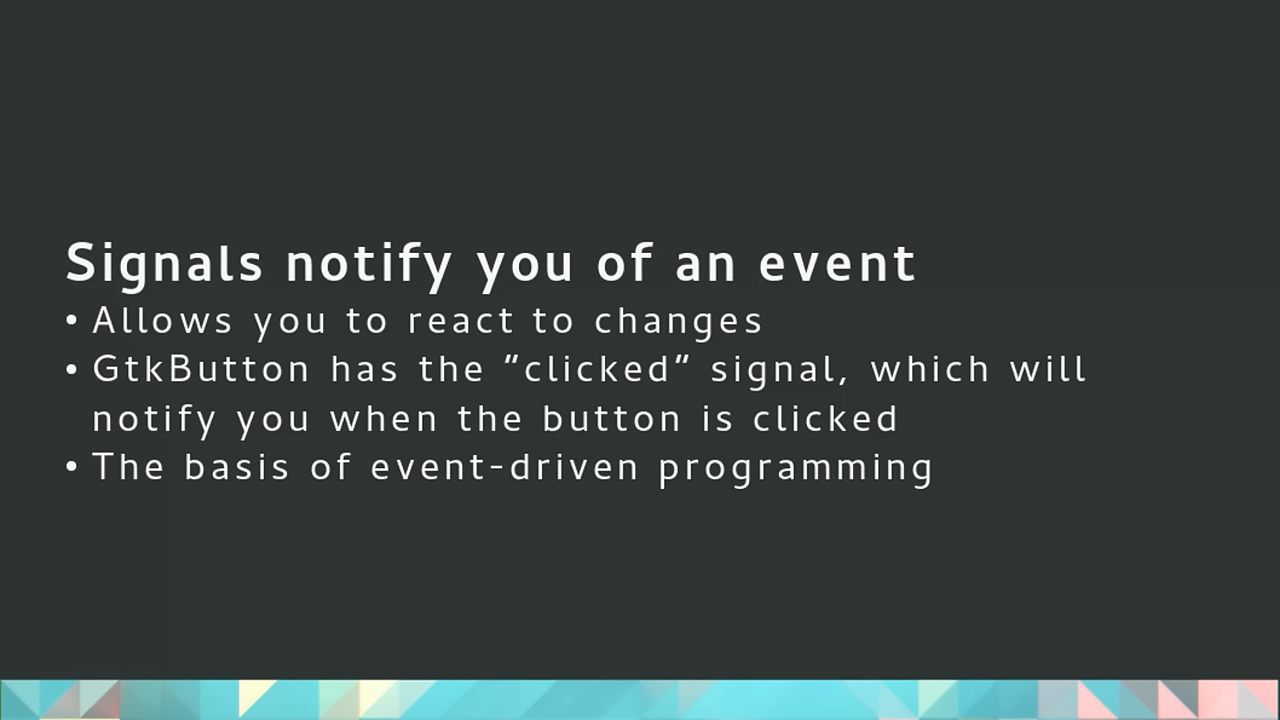 Signals notify you of an event
• Allows you to react to changes
• GtkButton has the "clicked" signal, which will
notify you when the button is clicked
• The basis of event-driven programming